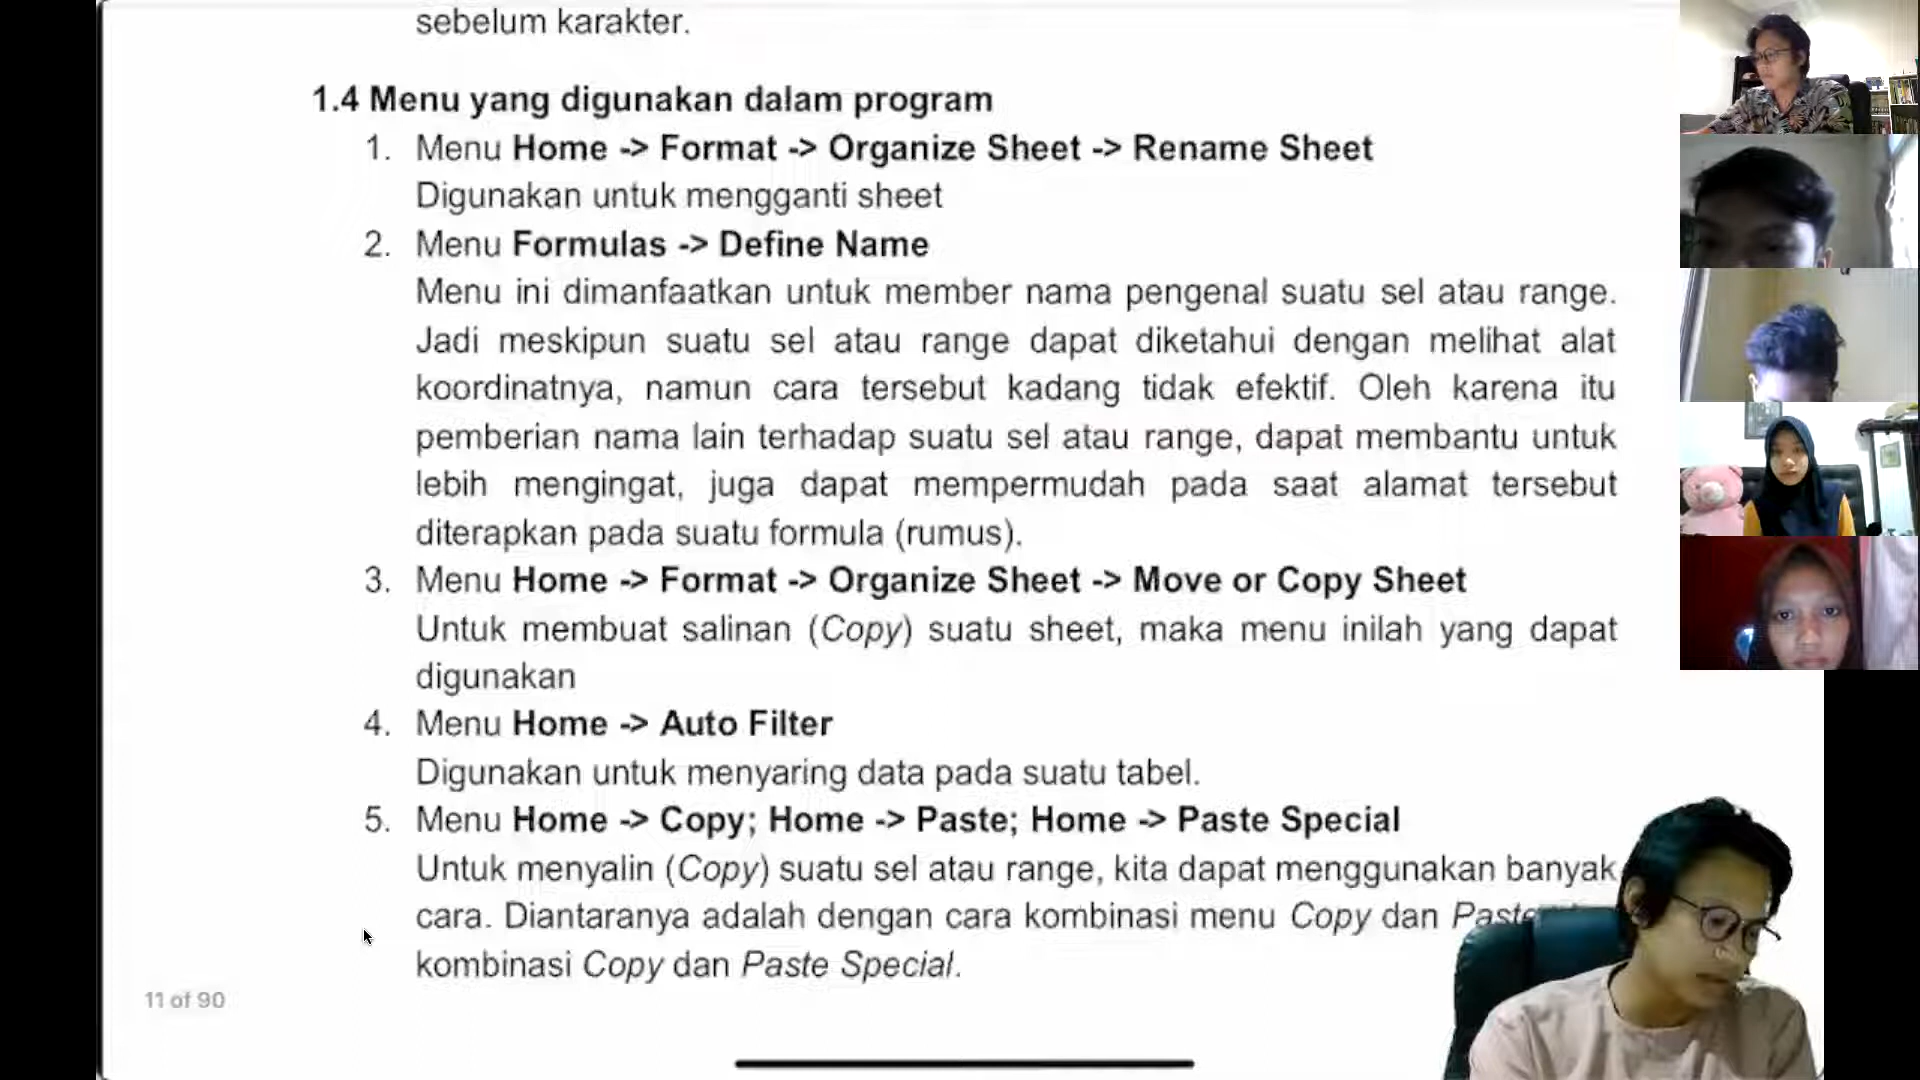 sebelum karakter.
1.4 Menu yang digunakan dalam program
1. Menu Home -> Format -> Organize Sheet -> Rename Sheet
Digunakan untuk mengganti sheet
2. Menu Formulas -> Define Name
Menu ini dimanfaatkan untuk member nama pengenal suatu sel atau range.
Jadi meskipun suatu sel atau range dapat diketahui dengan melihat alat
koordinatnya, namun cara tersebut kadang tidak efektif. Oleh karena itu
pemberian nama lain terhadap suatu sel atau range, dapat membantu untuk
lebih mengingat, juga dapat mempermudah pada saat alamat tersebut
diterapkan pada suatu formula (rumus).
3. Menu Home -> Format -> Organize Sheet -> Move or Copy Sheet
Untuk membuat salinan (Copy) suatu sheet, maka menu inilah yang dapat
digunakan
4. Menu Home -> Auto Filter
Digunakan untuk menyaring data pada suatu tabel.
5. Menu Home -> Copy; Home -> Paste; Home -> Paste Special
Untuk menyalin (Copy) suatu sel atau range, kita dapat menggunakan banyak
cara. Diantaranya adalah dengan cara kombinasi menu Copy dan Paste
kombinasi Copy dan Paste Special.
11 of 90